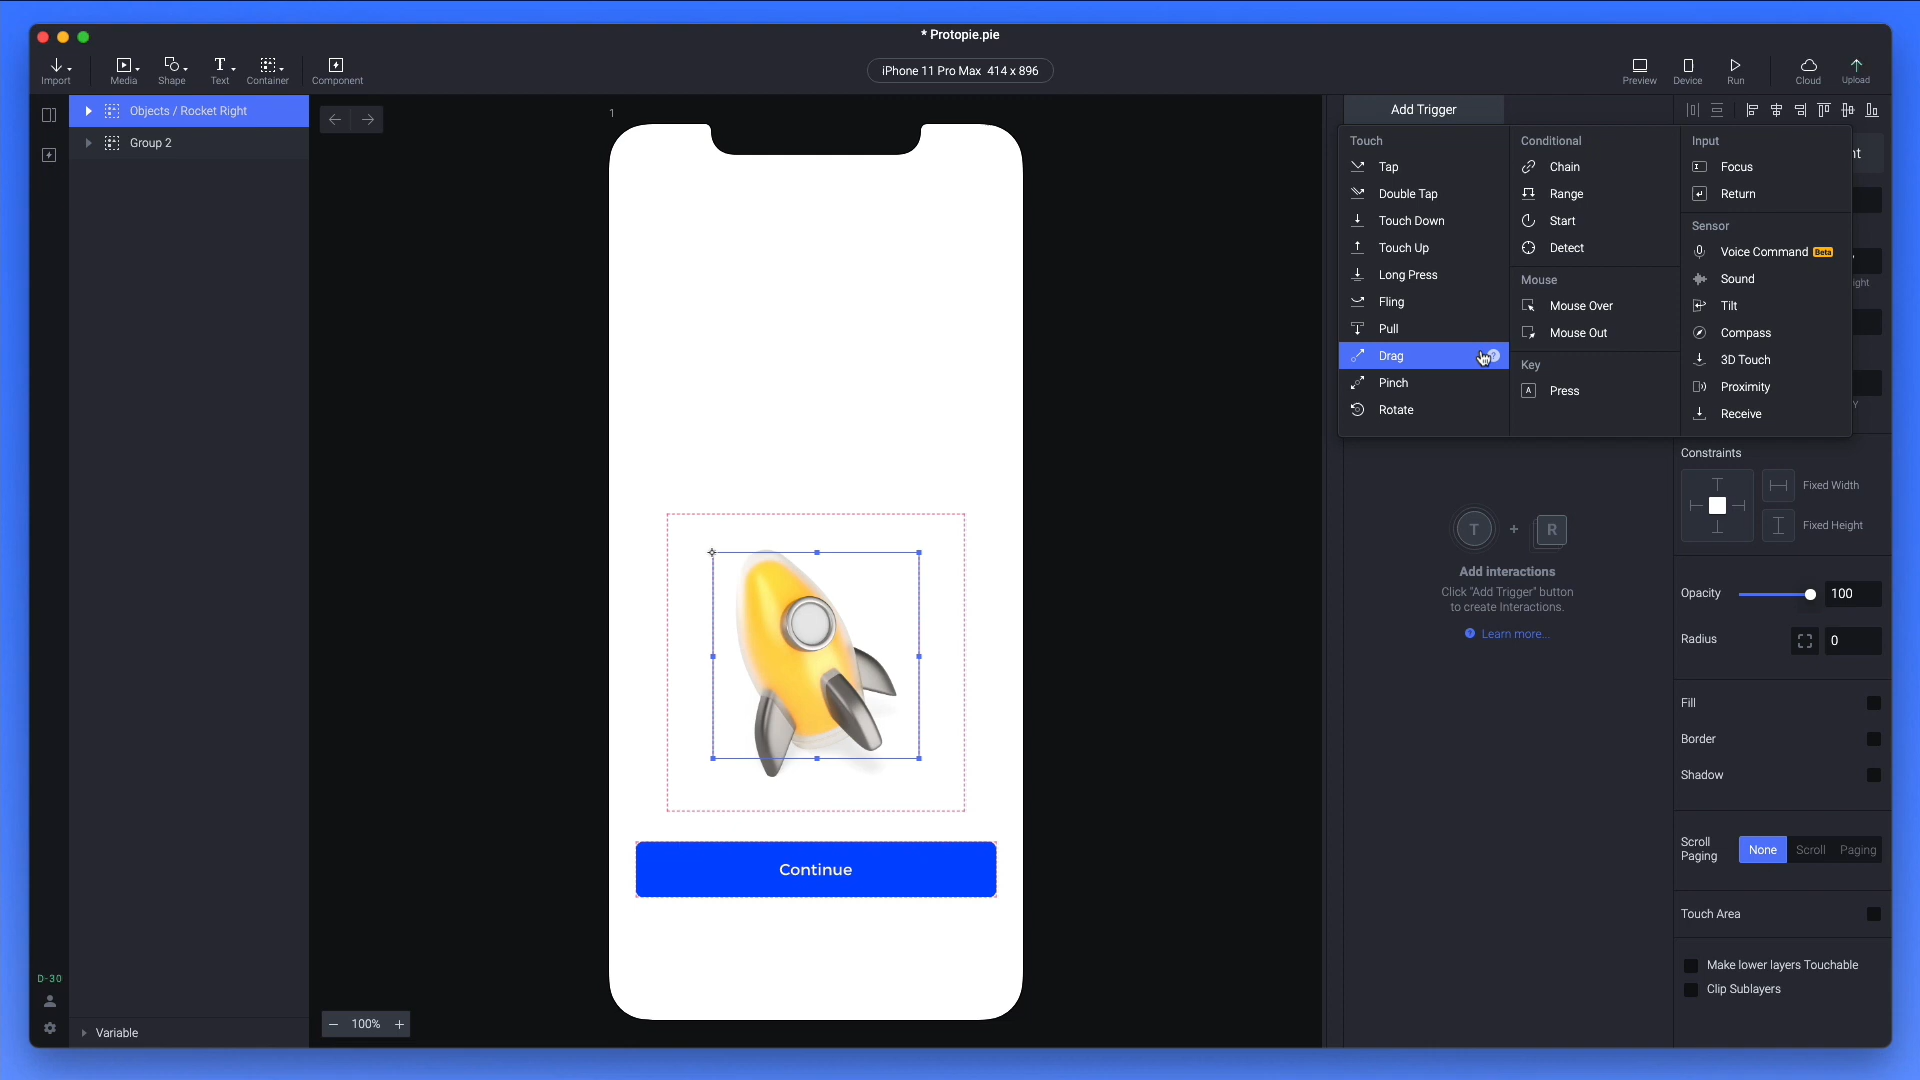 * Protopie.pie
Import
Media
Shape
Text
Container
Component
iPhone 11 Pro Max 414 x 896
Preview
Device
Run
Cloud
Upload
Objects / Rocket Right
Group 2
1
Add Trigger
Touch
Tap
Double Tap
Touch Down
Touch Up
Long Press
Fling
Pull
Drag
Pinch
Rotate
Conditional
Chain
Range
Start
Detect
Mouse
Mouse Over
Mouse Out
Key
A Press
Input
Focus
Return
Sensor
Voice Command Beta
Sound
Tilt
Compass
3D Touch
Proximity
Receive
nt
ight
Y
Constraints
Fixed Width
Fixed Height
T + R
Add interactions
Click "Add Trigger" button
to create Interactions.
? Learn more...
Opacity 100
Radius 0
Fill
Border
Shadow
Scroll
Paging
None Scroll Paging
Touch Area
Make lower layers Touchable
Clip Sublayers
Continue
D-30
Variable
− 100% +